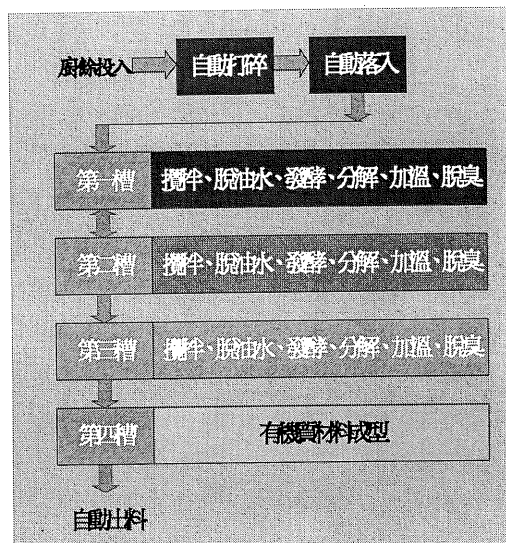 廚餘投入 自動打碎 自動落入
第一槽 攪拌、脫油水、發酵、分解、加溫、脫臭
第二槽 攪拌、脫油水、發酵、分解、加溫、脫臭
第三槽 攪拌、脫油水、發酵、分解、加溫、脫臭
第四槽 有機質材料成型
自動出料